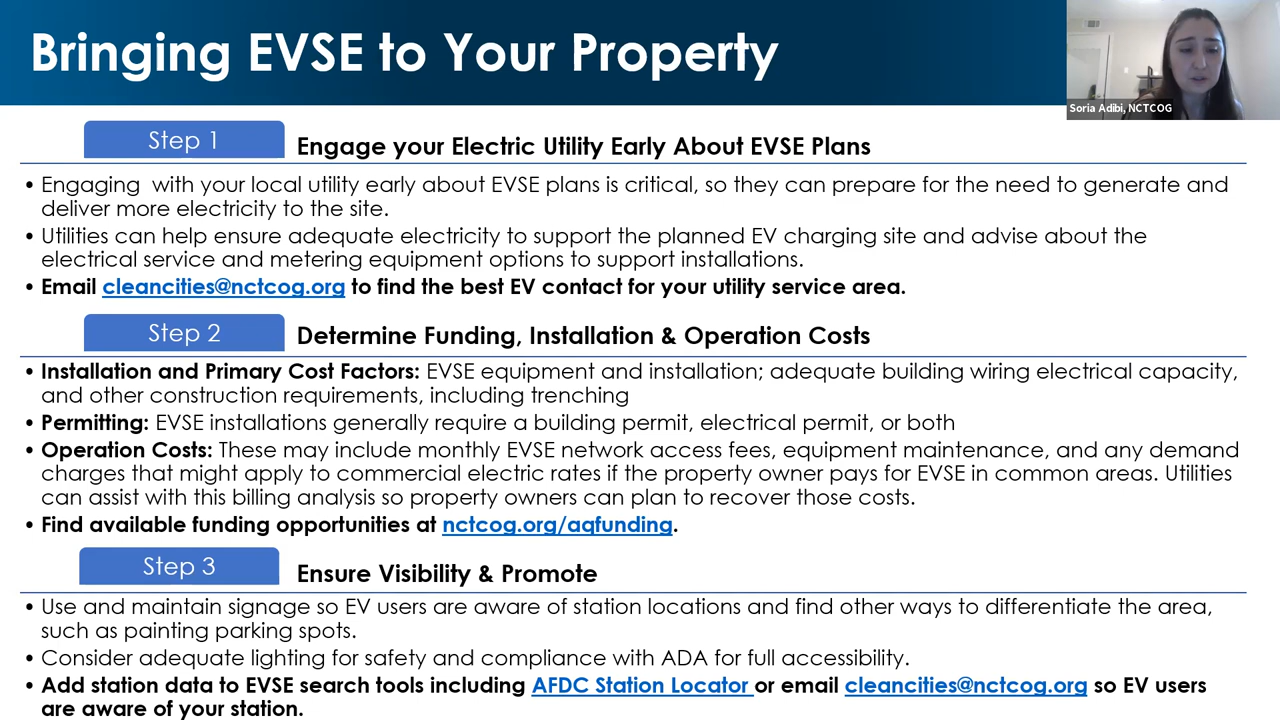 Bringing EVSE to Your Property
Soria Adibi, NCTCOG
Step 1
Engage your Electric Utility Early About EVSE Plans
• Engaging with your local utility early about EVSE plans is critical, so they can prepare for the need to generate and
deliver more electricity to the site.
• Utilities can help ensure adequate electricity to support the planned EV charging site and advise about the
electrical service and metering equipment options to support installations.
• Email cleancities@nctcog.org to find the best EV contact for your utility service area.
Step 2
Determine Funding, Installation & Operation Costs
• Installation and Primary Cost Factors: EVSE equipment and installation; adequate building wiring electrical capacity,
and other construction requirements, including trenching
• Permitting: EVSE installations generally require a building permit, electrical permit, or both
• Operation Costs: These may include monthly EVSE network access fees, equipment maintenance, and any demand
charges that might apply to commercial electric rates if the property owner pays for EVSE in common areas. Utilities
can assist with this billing analysis so property owners can plan to recover those costs.
• Find available funding opportunities at nctcog.org/aqfunding.
Step 3
Ensure Visibility & Promote
• Use and maintain signage so EV users are aware of station locations and find other ways to differentiate the area,
such as painting parking spots.
• Consider adequate lighting for safety and compliance with ADA for full accessibility.
• Add station data to EVSE search tools including AFDC Station Locator or email cleancities@nctcog.org so EV users
are aware of your station.